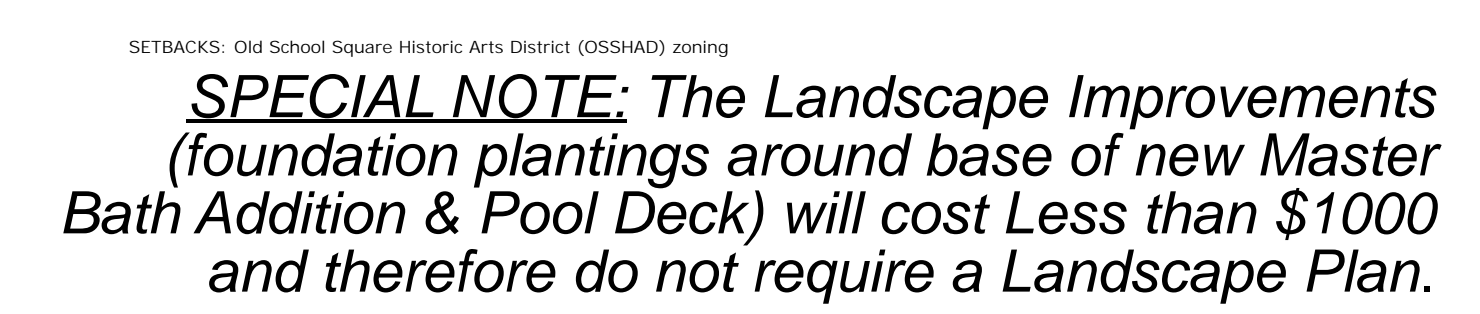 SETBACKS: Old School Square Historic Arts District (OSSHAD) zoning
SPECIAL NOTE: The Landscape Improvements
(foundation plantings around base of new Master
Bath Addition & Pool Deck) will cost Less than $1000
and therefore do not require a Landscape Plan.